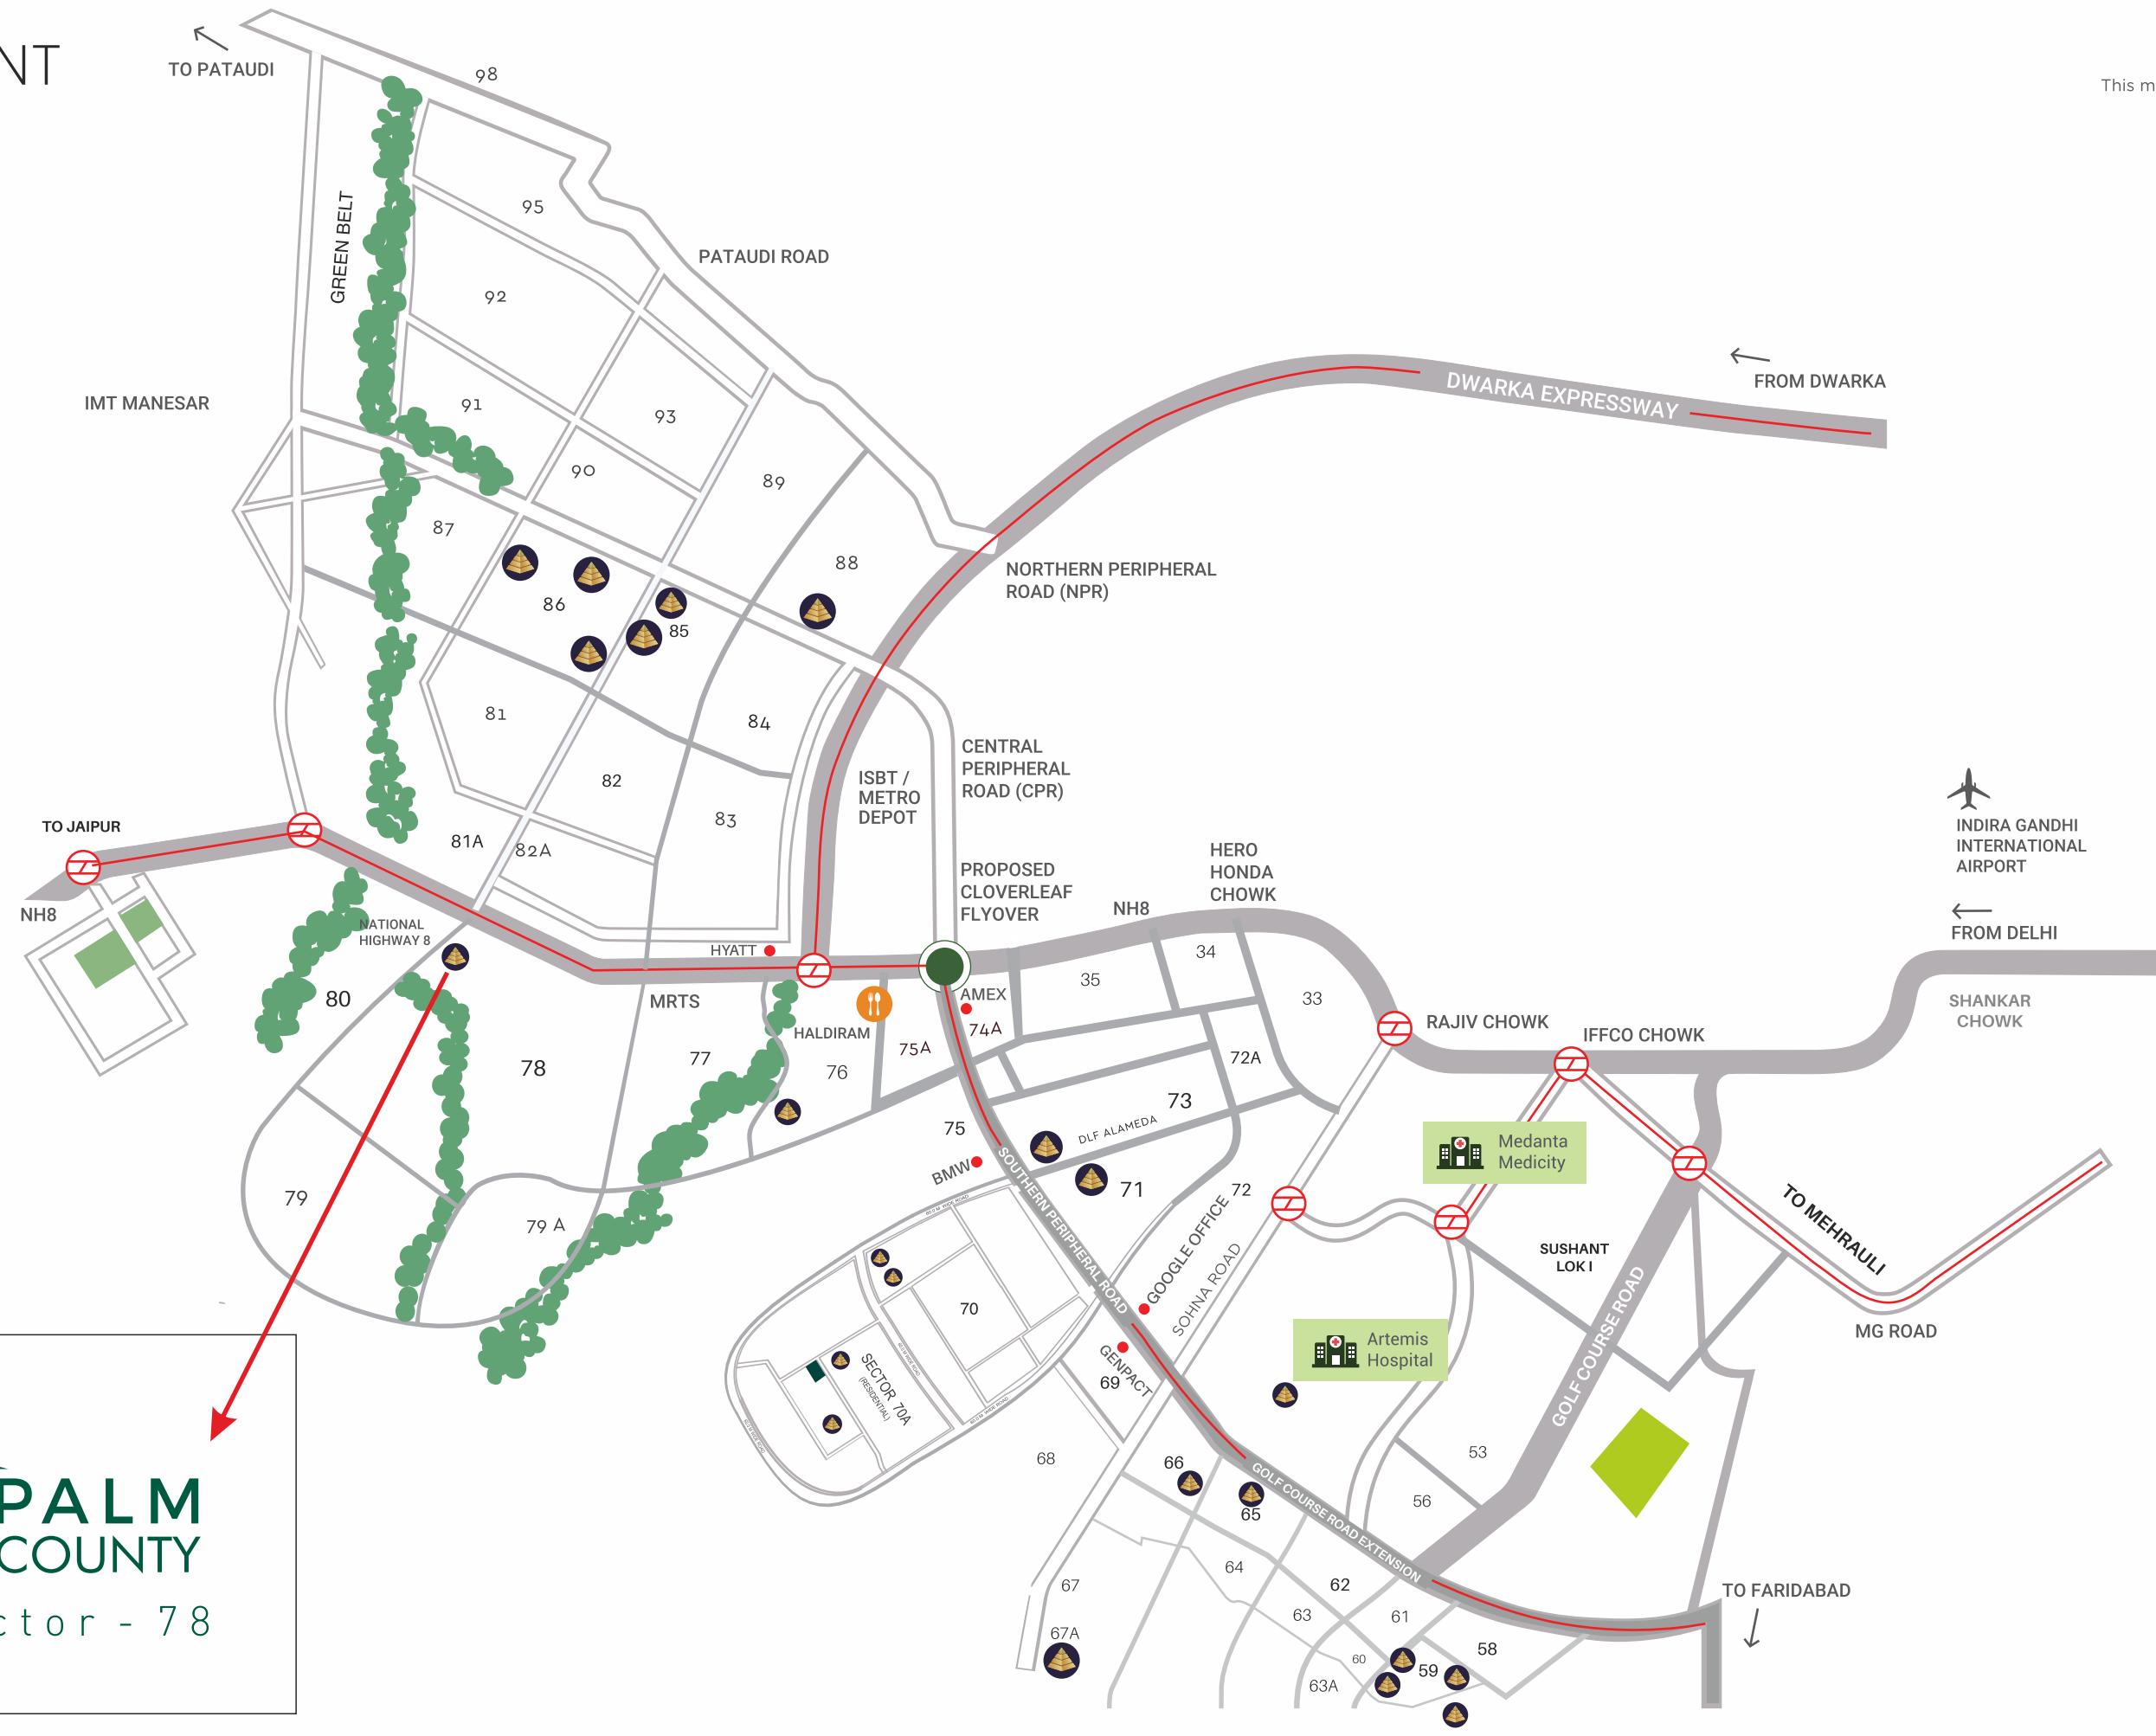 NT
This m
TO PATAUDI
98
GREEN BELT
95
PATAUDI ROAD
92
FROM DWARKA
DWARKA EXPRESSWAY
IMT MANESAR
91
93
90
89
87
88
NORTHERN PERIPHERAL
ROAD (NPR)
86
85
81
84
CENTRAL
PERIPHERAL
ROAD (CPR)
ISBT /
METRO
DEPOT
82
83
TO JAIPUR
81A
82A
INDIRA GANDHI
INTERNATIONAL
AIRPORT
HERO
HONDA
CHOWK
PROPOSED
CLOVERLEAF
FLYOVER
NH8
NH8
NATIONAL
HIGHWAY 8
FROM DELHI
HYATT
34
35
33
80
MRTS
AMEX
74A
HALDIRAM
75A
SHANKAR
CHOWK
RAJIV CHOWK
IFFCO CHOWK
78
77
76
72A
73
DLF ALAMEDA
75
BMW
Medanta
Medicity
79
79 A
71
72
SOUTHERN PERIPHERAL ROAD
GOOGLE OFFICE
SOHNA ROAD
SUSHANT
LOK I
TO MEHRAULI
MG ROAD
GOLF COURSE ROAD
70
GENPACT
69
Artemis
Hospital
SECTOR 70A
(RESIDENTIAL)
68
66
65
GOLF COURSE ROAD EXTENSION
53
56
64
67
62
63
61
TO FARIDABAD
67A
60
59
58
63A
PALM
COUNTY
ctor - 78